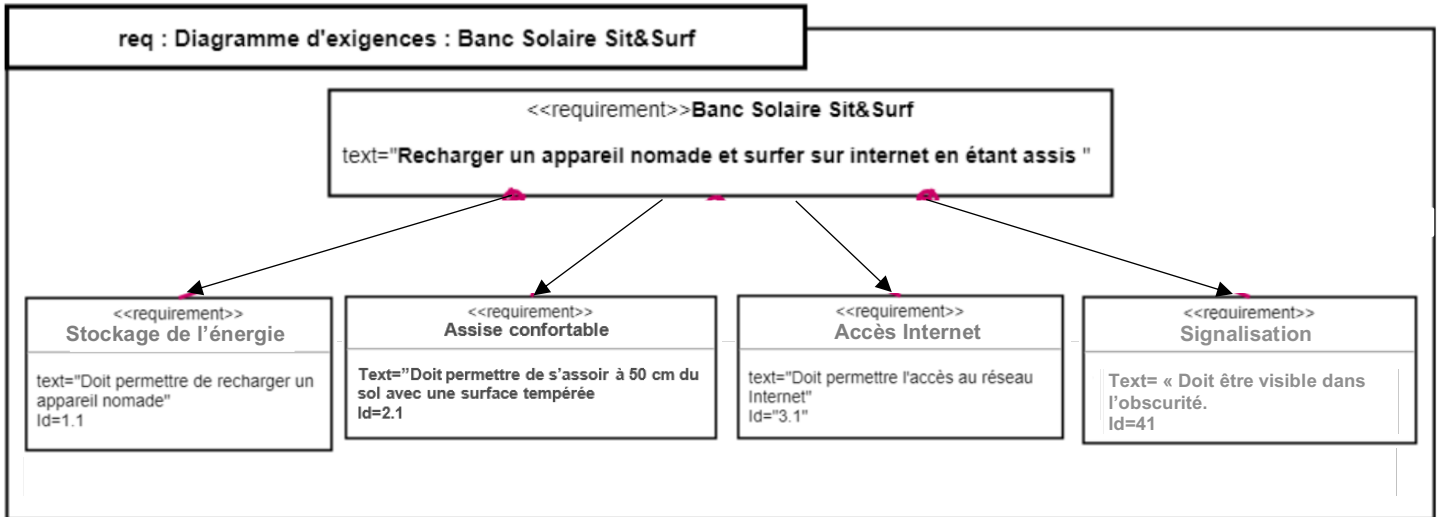 req : Diagramme d'exigences : Banc Solaire Sit&Surf
<<requirement>>Banc Solaire Sit&Surf
text="Recharger un appareil nomade et surfer sur internet en étant assis "
<<requirement>>
Stockage de l’énergie
text="Doit permettre de recharger un
appareil nomade"
Id=1.1
<<requirement>>
Assise confortable
Text=”Doit permettre de s’assoir à 50 cm du
sol avec une surface tempérée
Id=2.1
<<requirement>>
Accès Internet
text="Doit permettre l'accès au réseau
Internet"
Id="3.1"
<<requirement>>
Signalisation
Text= « Doit être visible dans
l’obscurité.
Id=41